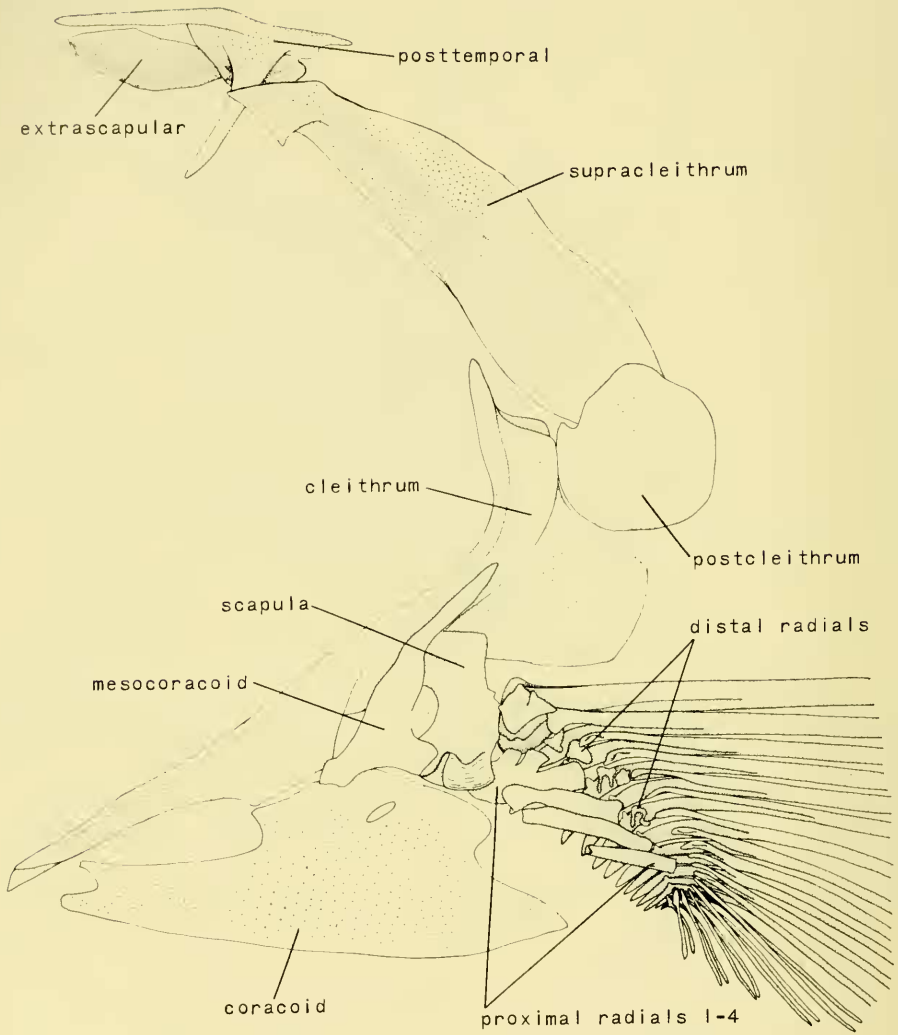 posttemporal
extrascapular
supracleithrum
cleithrum
postcleithrum
scapula
distal radials
mesocoracoid
coracoid
proximal radials 1-4